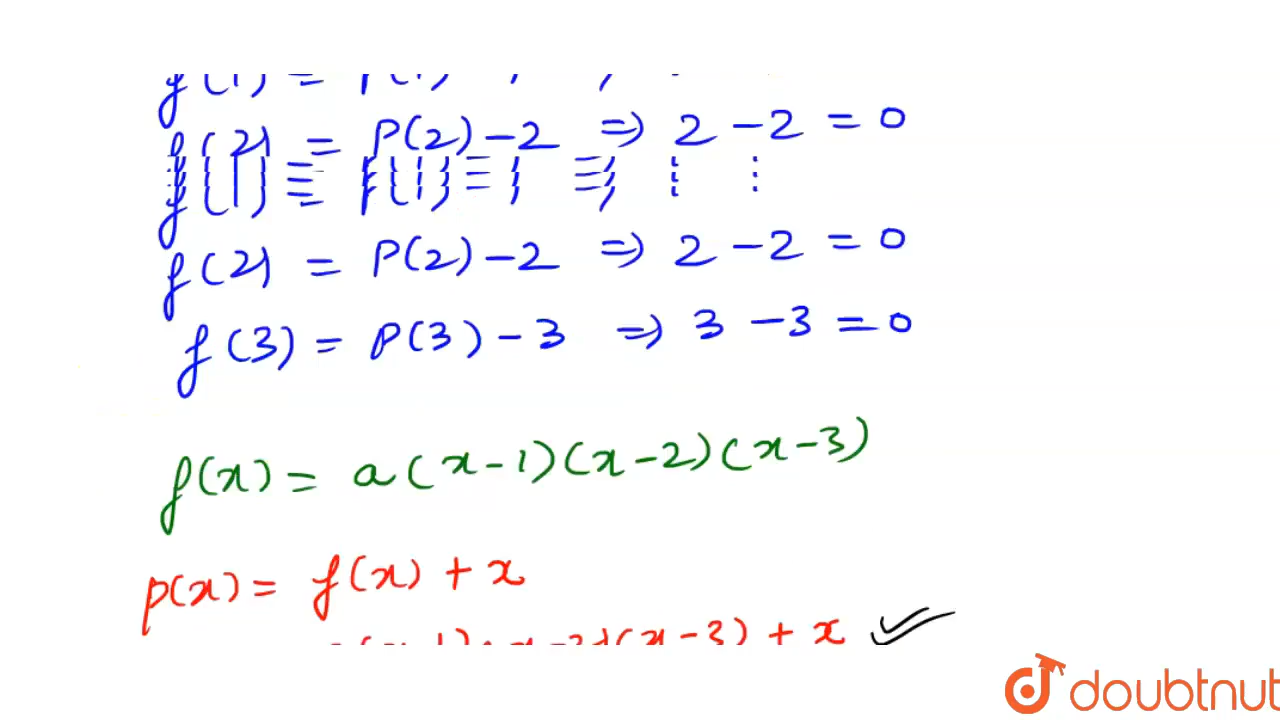 f(2) = P(2) - 2 ⇒ 2 - 2 = 0
f(2) = P(2) - 2 ⇒ 2 - 2 = 0
f(3) = P(3) - 3 ⇒ 3 - 3 = 0
f(x) = a(x-1)(x-2)(x-3)
p(x) = f(x) + x
(x-3) + x
doubtnut